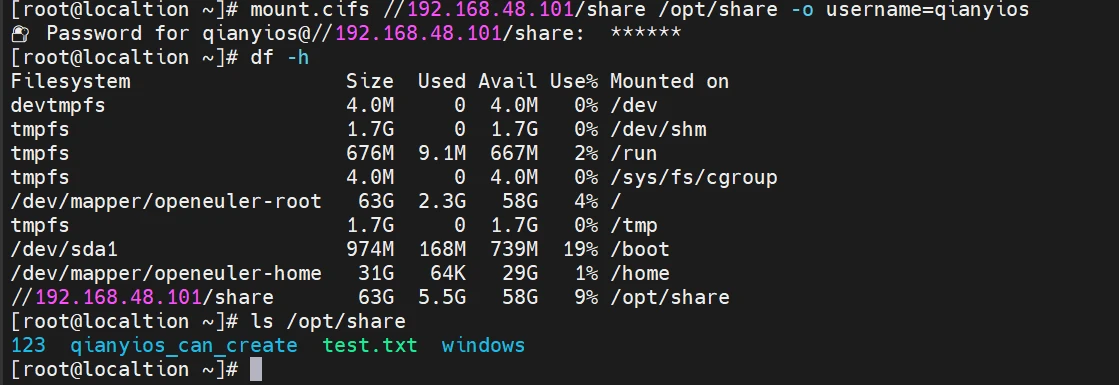 [root@localtion ~]# mount.cifs //192.168.48.101/share /opt/share -o username=qianyios
🔐 Password for qianyios@//192.168.48.101/share:  ******
[root@localtion ~]# df -h
Filesystem                  Size  Used Avail Use% Mounted on
devtmpfs                    4.0M     0  4.0M   0% /dev
tmpfs                       1.7G     0  1.7G   0% /dev/shm
tmpfs                       676M  9.1M  667M   2% /run
tmpfs                       4.0M     0  4.0M   0% /sys/fs/cgroup
/dev/mapper/openeuler-root   63G  2.3G   58G   4% /
tmpfs                       1.7G     0  1.7G   0% /tmp
/dev/sda1                   974M  168M  739M  19% /boot
/dev/mapper/openeuler-home   31G   64K   29G   1% /home
//192.168.48.101/share       63G  5.5G   58G   9% /opt/share
[root@localtion ~]# ls /opt/share
123  qianyios_can_create  test.txt  windows
[root@localtion ~]#